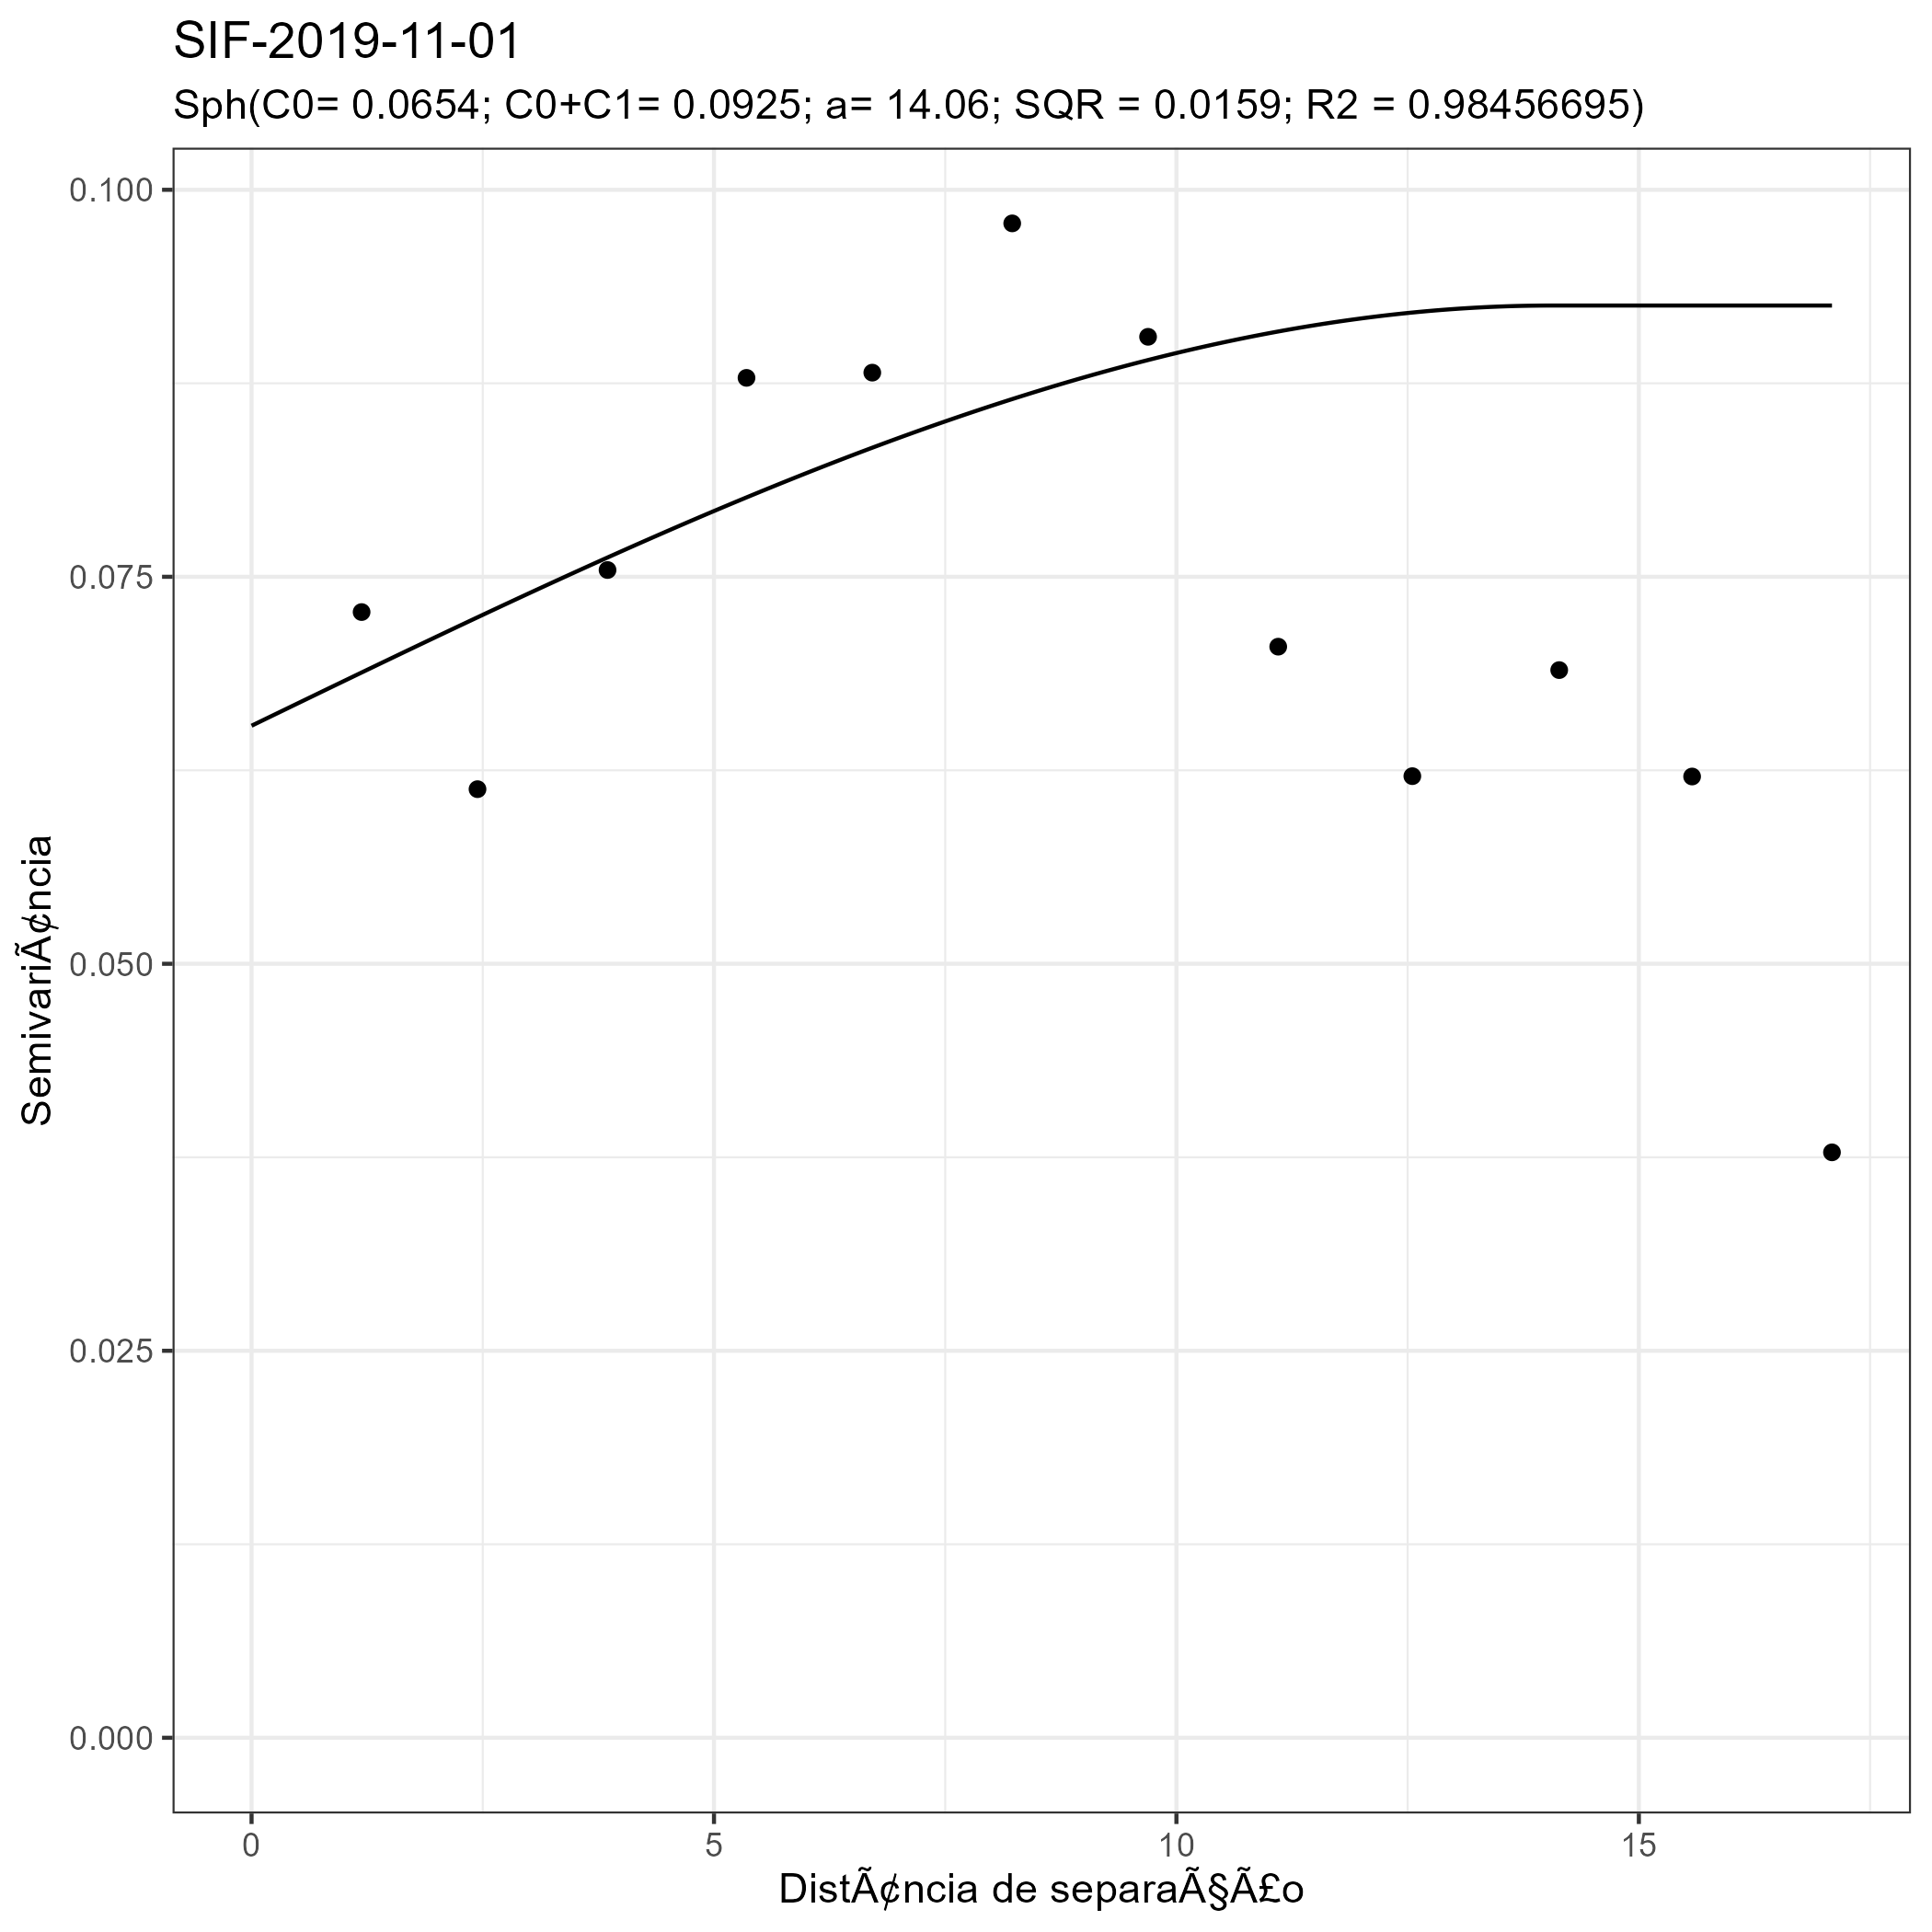 SIF-2019-11-01
Sph(C0= 0.0654; C0+C1= 0.0925; a= 14.06; SQR = 0.0159; R2 = 0.98456695)
0.100
0.075
0.050
0.025
0.000
SemivariÃ¢ncia
0 5 10 15
DistÃ¢ncia de separaÃ§Ã£o